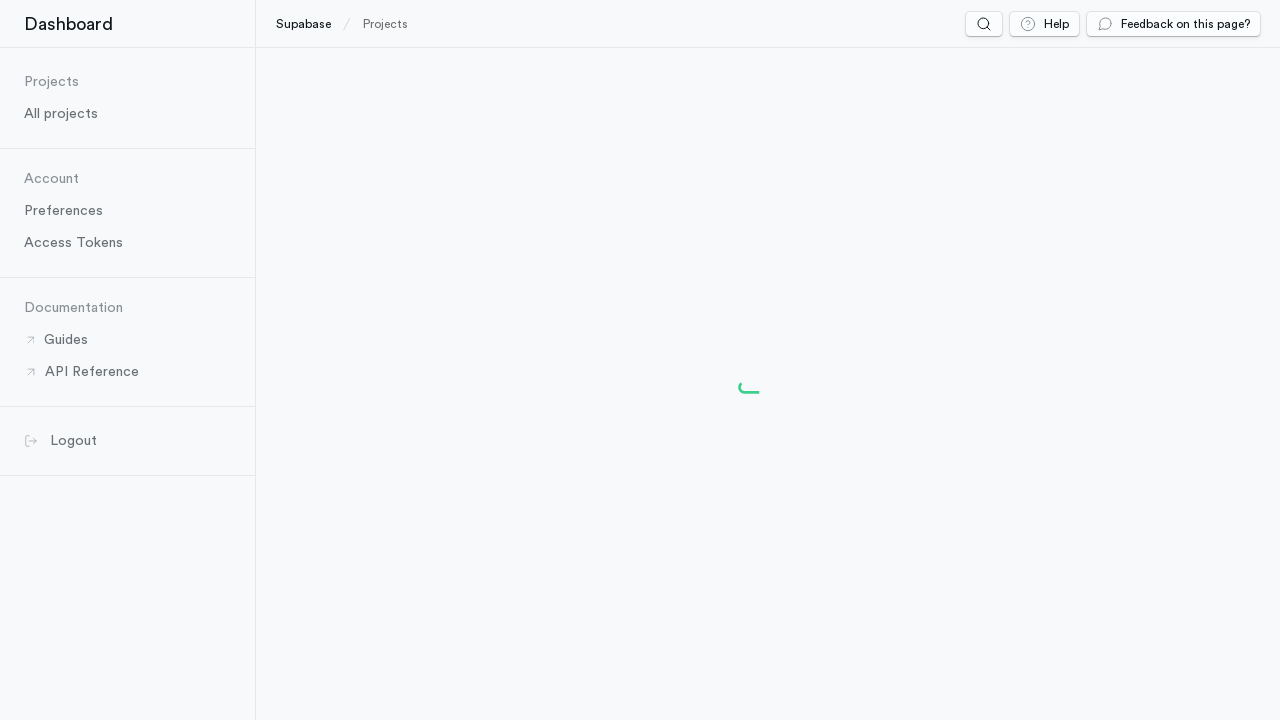 Dashboard
Supabase / Projects
Help
Feedback on this page?
Projects
All projects
Account
Preferences
Access Tokens
Documentation
Guides
API Reference
Logout